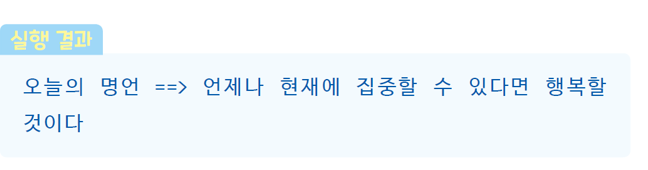 실행 결과
오늘의 명언 ==> 언제나 현재에 집중할 수 있다면 행복할
것이다